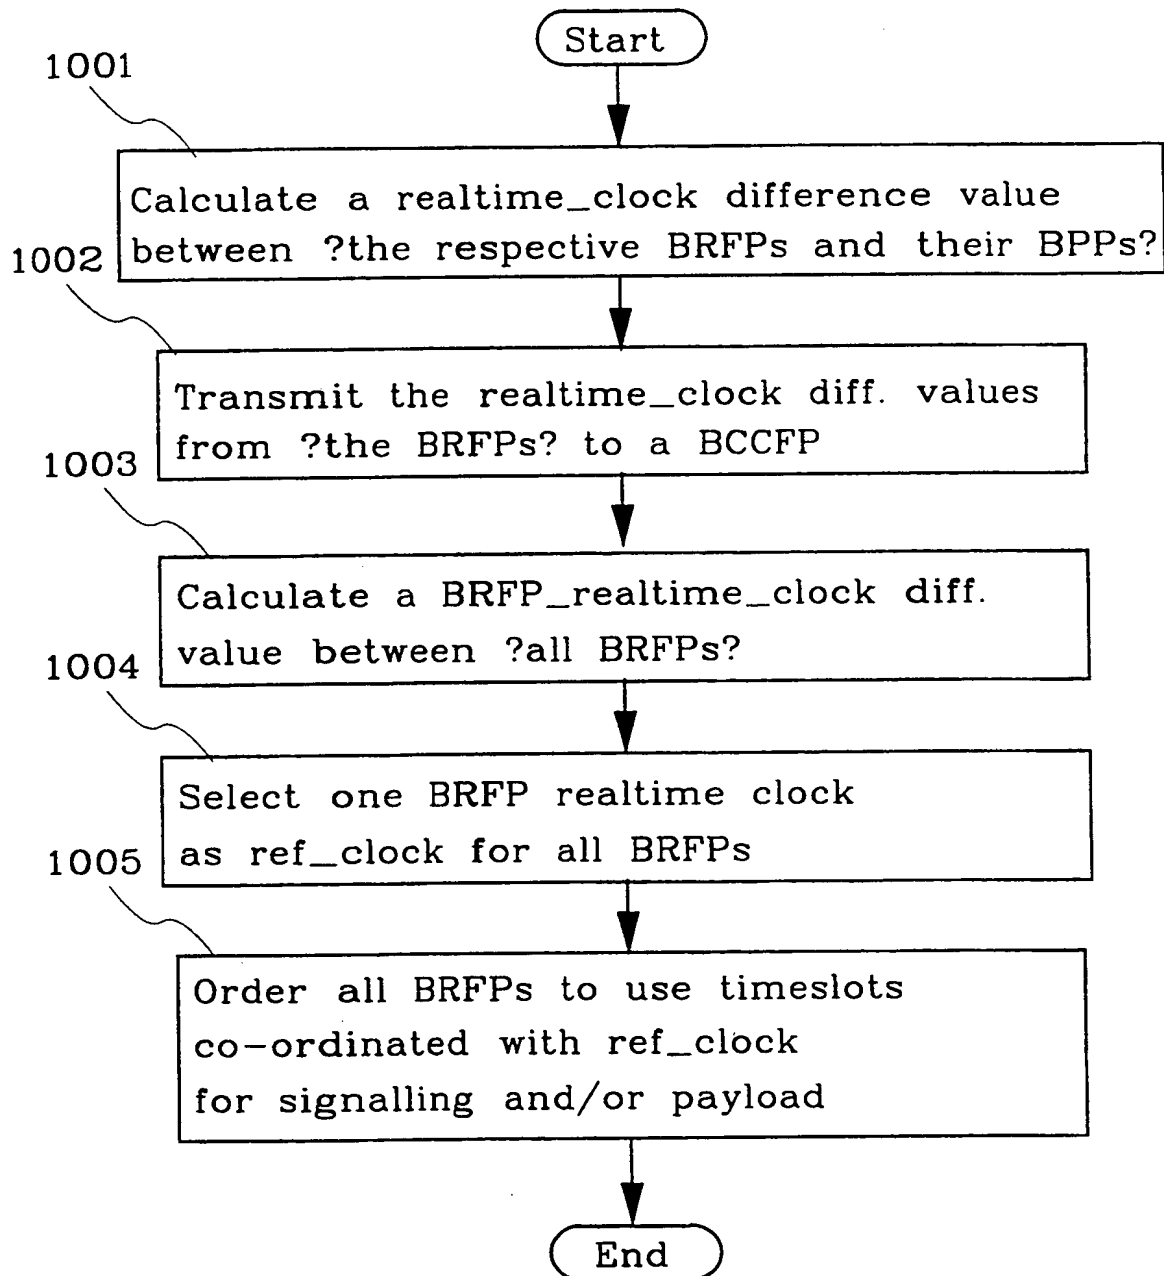 Start
1001
Calculate a realtime_clock difference value
between ?the respective BRFPs and their BPPs?
1002
Transmit the realtime_clock diff. values
from ?the BRFPs? to a BCCFP
1003
Calculate a BRFP_realtime_clock diff.
value between ?all BRFPs?
1004
Select one BRFP realtime clock
as ref_clock for all BRFPs
1005
Order all BRFPs to use timeslots
co-ordinated with ref_clock
for signalling and/or payload
End